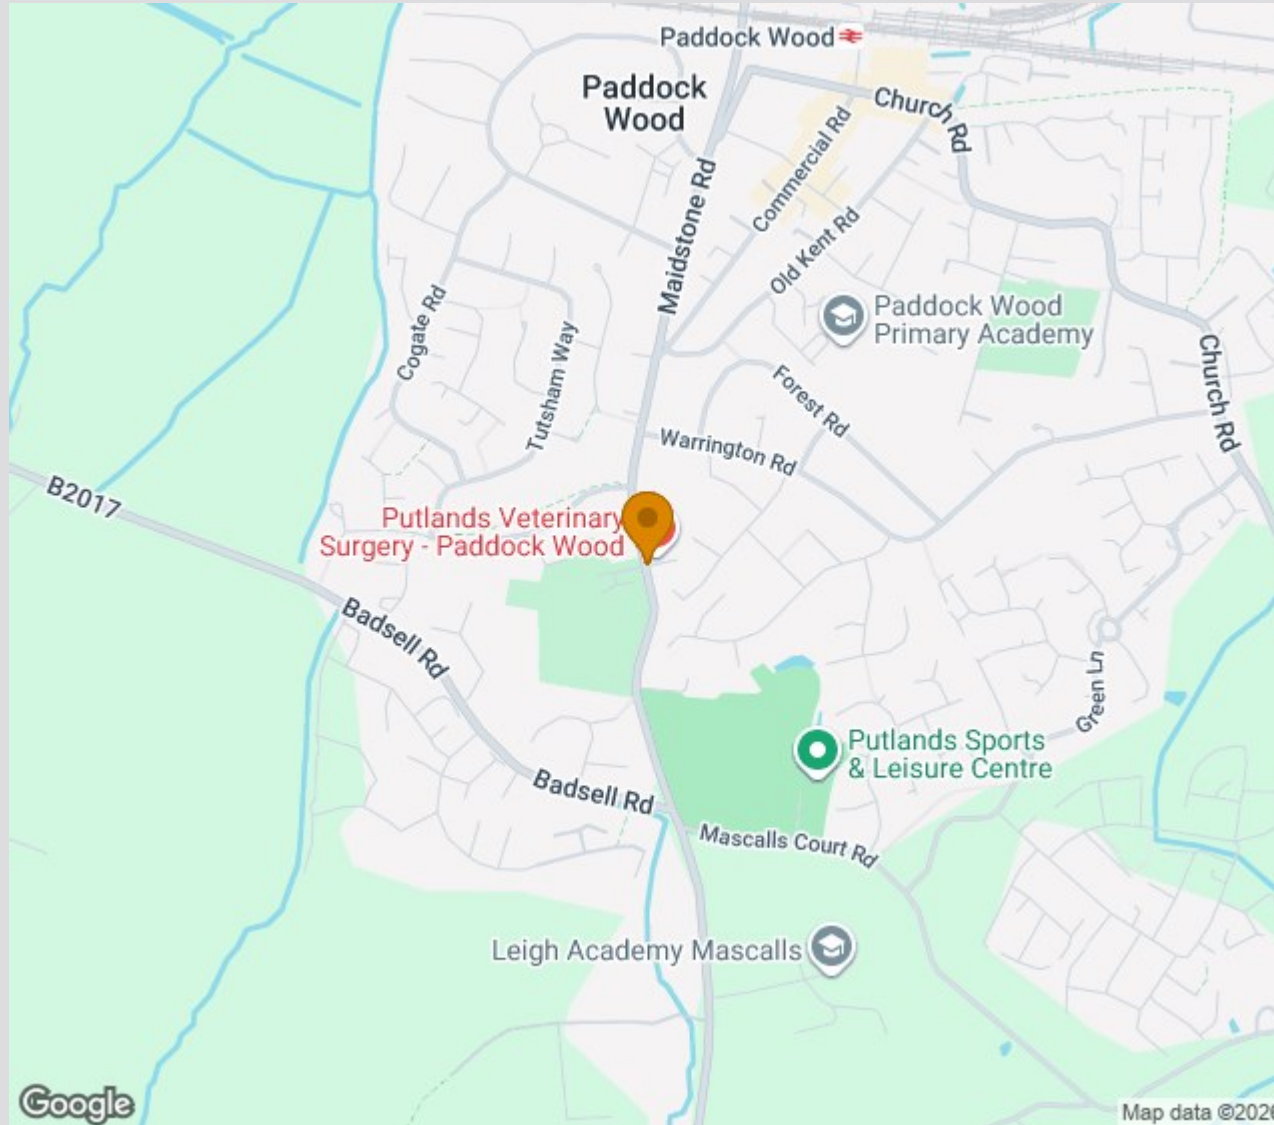 Paddock Wood
Paddock
Wood
Church Rd
Commercial Rd
Maidstone Rd
Old Kent Rd
Cogate Rd
Paddock Wood
Primary Academy
Tutsham Way
Forest Rd
Church Rd
Warrington Rd
B2017
Putlands Veterinary
Surgery - Paddock Wood
Badsell Rd
Green Ln
Putlands Sports
& Leisure Centre
Badsell Rd
Mascalls Court Rd
Leigh Academy Mascalls
Google
Map data ©2026